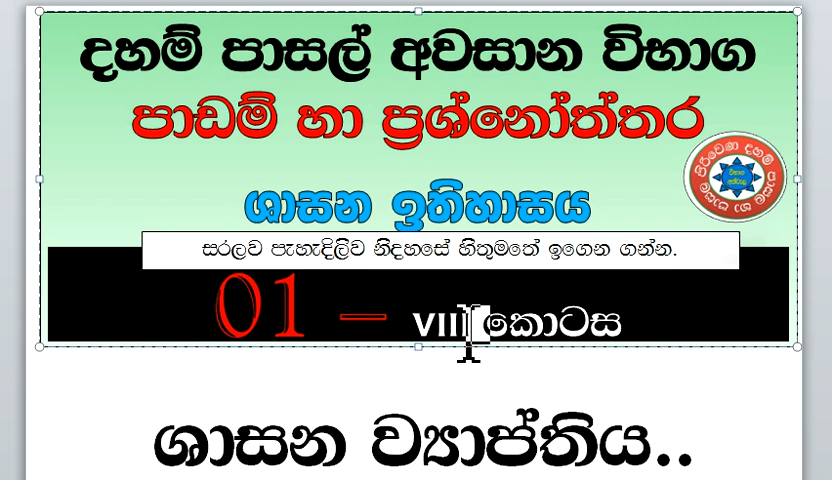 දහම් පාසල් අවසාන විභාග
පාඩම් හා ප්‍රශ්නෝත්තර
ශාසන ඉතිහාසය
සරලව පැහැදිලිව නිදහසේ හිතුමතේ ඉගෙන ගන්න.
01 – VIII කොටස
ශාසන ව්‍යාප්තිය..